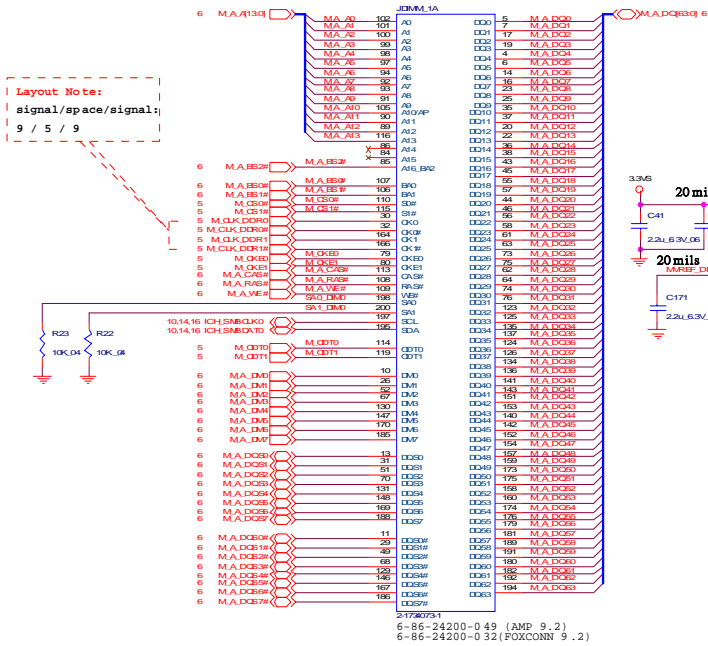 JDIMM_1A
6 M_A_A[13:0]
M_A_A0 102 A0
M_A_A1 101 A1
M_A_A2 100 A2
M_A_A3 99 A3
M_A_A4 98 A4
M_A_A5 97 A5
M_A_A6 94 A6
M_A_A7 92 A7
M_A_A8 93 A8
M_A_A9 91 A9
M_A_A10 105 A10/AP
M_A_A11 90 A11
M_A_A12 89 A12
M_A_A13 116 A13
86 A14
84 A15
6 M_A_BS2# M_A_BS2# 85 A16_BA2
Layout Note:
signal/space/signal:
9 / 5 / 9
6 M_A_BS0# M_A_BS0# 107 BA0
6 M_A_BS1# M_A_BS1# 106 BA1
5 M_CS0# M_CS0# 110 S0#
5 M_CS1# M_CS1# 115 S1#
5 M_CLK_DDR0 30 CK0
5 M_CLK_DDR0# 32 CK0#
5 M_CLK_DDR1 164 CK1
5 M_CLK_DDR1# 166 CK1#
5 M_CKE0 M_CKE0 79 CKE0
5 M_CKE1 M_CKE1 80 CKE1
6 M_A_CAS# M_A_CAS# 113 CAS#
6 M_A_RAS# M_A_RAS# 108 RAS#
6 M_A_WE# M_A_WE# 109 WE#
SA0_DIM0 198 SA0
SA1_DIM0 200 SA1
10,14,16 ICH_SMBCLK0 197 SCL
10,14,16 ICH_SMBDAT0 195 SDA
R23
10K_04
R22
10K_04
5 M_ODT0 M_ODT0 114 ODT0
5 M_ODT1 M_ODT1 119 ODT1
6 M_A_DM0 10 DM0
6 M_A_DM1 26 DM1
6 M_A_DM2 52 DM2
6 M_A_DM3 67 DM3
6 M_A_DM4 130 DM4
6 M_A_DM5 147 DM5
6 M_A_DM6 170 DM6
6 M_A_DM7 185 DM7
6 M_A_DQS0 13 DQS0
6 M_A_DQS1 31 DQS1
6 M_A_DQS2 51 DQS2
6 M_A_DQS3 70 DQS3
6 M_A_DQS4 131 DQS4
6 M_A_DQS5 148 DQS5
6 M_A_DQS6 169 DQS6
6 M_A_DQS7 188 DQS7
6 M_A_DQS0# 11 DQS0#
6 M_A_DQS1# 29 DQS1#
6 M_A_DQS2# 49 DQS2#
6 M_A_DQS3# 68 DQS3#
6 M_A_DQS4# 129 DQS4#
6 M_A_DQS5# 146 DQS5#
6 M_A_DQS6# 167 DQS6#
6 M_A_DQS7# 186 DQS7#
DQ0 5 M_A_DQ0
DQ1 7 M_A_DQ1
DQ2 17 M_A_DQ2
DQ3 19 M_A_DQ3
DQ4 4 M_A_DQ4
DQ5 6 M_A_DQ5
DQ6 14 M_A_DQ6
DQ7 16 M_A_DQ7
DQ8 23 M_A_DQ8
DQ9 25 M_A_DQ9
DQ10 35 M_A_DQ10
DQ11 37 M_A_DQ11
DQ12 20 M_A_DQ12
DQ13 22 M_A_DQ13
DQ14 36 M_A_DQ14
DQ15 38 M_A_DQ15
DQ16 43 M_A_DQ16
DQ17 45 M_A_DQ17
DQ18 55 M_A_DQ18
DQ19 57 M_A_DQ19
DQ20 44 M_A_DQ20
DQ21 46 M_A_DQ21
DQ22 56 M_A_DQ22
DQ23 58 M_A_DQ23
DQ24 61 M_A_DQ24
DQ25 63 M_A_DQ25
DQ26 73 M_A_DQ26
DQ27 75 M_A_DQ27
DQ28 62 M_A_DQ28
DQ29 64 M_A_DQ29
DQ30 74 M_A_DQ30
DQ31 76 M_A_DQ31
DQ32 123 M_A_DQ32
DQ33 125 M_A_DQ33
DQ34 135 M_A_DQ34
DQ35 137 M_A_DQ35
DQ36 124 M_A_DQ36
DQ37 126 M_A_DQ37
DQ38 134 M_A_DQ38
DQ39 136 M_A_DQ39
DQ40 141 M_A_DQ40
DQ41 143 M_A_DQ41
DQ42 151 M_A_DQ42
DQ43 153 M_A_DQ43
DQ44 140 M_A_DQ44
DQ45 142 M_A_DQ45
DQ46 152 M_A_DQ46
DQ47 154 M_A_DQ47
DQ48 157 M_A_DQ48
DQ49 159 M_A_DQ49
DQ50 173 M_A_DQ50
DQ51 175 M_A_DQ51
DQ52 158 M_A_DQ52
DQ53 160 M_A_DQ53
DQ54 174 M_A_DQ54
DQ55 176 M_A_DQ55
DQ56 179 M_A_DQ56
DQ57 181 M_A_DQ57
DQ58 189 M_A_DQ58
DQ59 191 M_A_DQ59
DQ60 180 M_A_DQ60
DQ61 182 M_A_DQ61
DQ62 192 M_A_DQ62
DQ63 194 M_A_DQ63
M_A_DQ[63:0] 6
3.3VS
20 mi
C41
2.2u_6.3V_06
20 mils
MVREF_DI
C171
2.2u_6.3V_
2-1734073-1
6-86-24200-049 (AMP 9.2)
6-86-24200-032(FOXCONN 9.2)